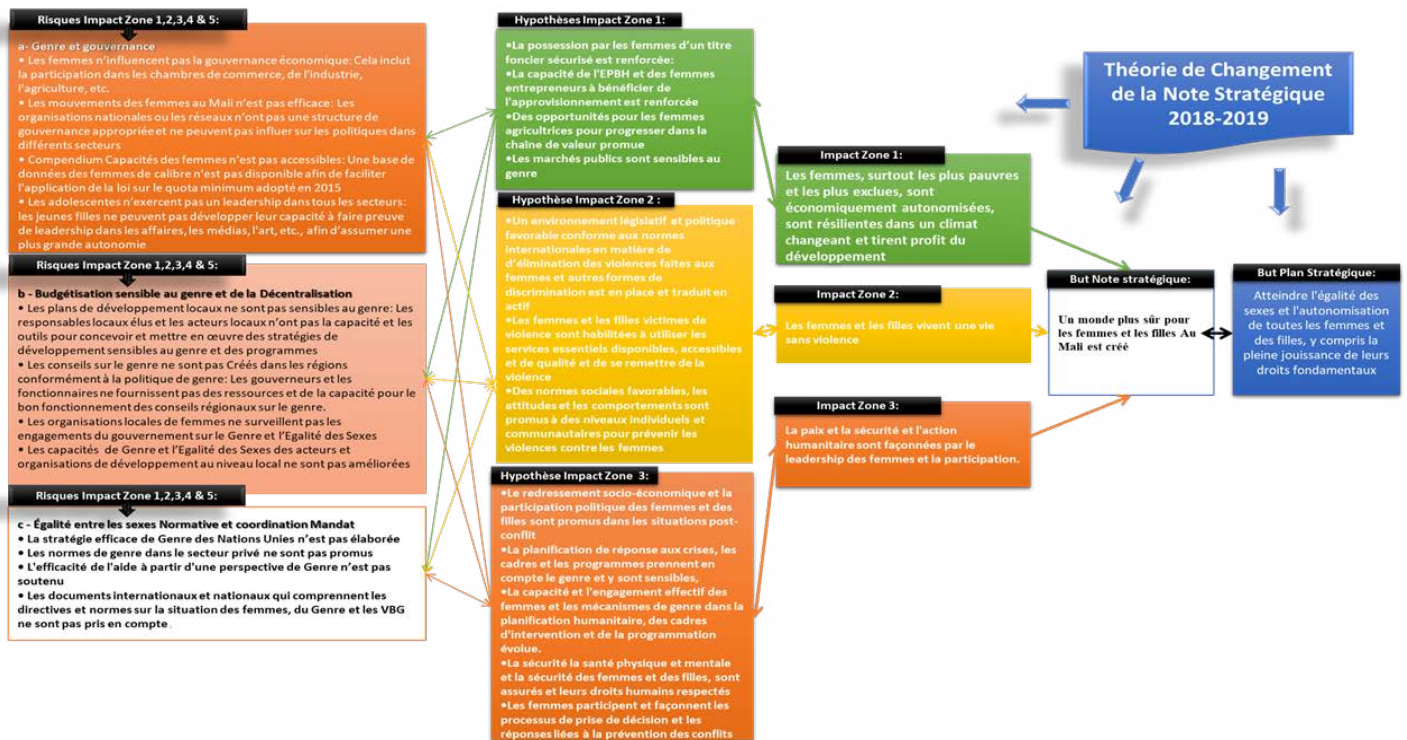 Risques Impact Zone 1,2,3,4 & 5:
a- Genre et gouvernance
• Les femmes n'influencent pas la gouvernance économique: Cela inclut
la participation dans les chambres de commerce, de l'industrie,
l'agriculture, etc.
• Les mouvements des femmes au Mali n'est pas efficace: Les
organisations nationales ou les réseaux n'ont pas une structure de
gouvernance appropriée et ne peuvent pas influer sur les politiques dans
différents secteurs
• Compendium Capacités des femmes n'est pas accessibles: Une base de
données des femmes de calibre n'est pas disponible afin de faciliter
l'application de la loi sur le quota minimum adopté en 2015
• Les adolescentes n'exercent pas un leadership dans tous les secteurs:
les jeunes filles ne peuvent pas développer leur capacité à faire preuve
de leadership dans les affaires, les médias, l'art, etc., afin d'assumer une
plus grande autonomie
Risques Impact Zone 1,2,3,4 & 5:
b - Budgétisation sensible au genre et de la Décentralisation
• Les plans de développement locaux ne sont pas sensibles au genre: Les
responsables locaux élus et les acteurs locaux n'ont pas la capacité et les
outils pour concevoir et mettre en œuvre des stratégies de
développement sensibles au genre et des programmes
• Les conseils sur le genre ne sont pas Créés dans les régions
conformément à la politique de genre: Les gouverneurs et les
fonctionnaires ne fournissent pas des ressources et de la capacité pour le
bon fonctionnement des conseils régionaux sur le genre.
• Les organisations locales de femmes ne surveillent pas les
engagements du gouvernement sur le Genre et l'Egalité des Sexes
• Les capacités de Genre et l'Egalité des Sexes des acteurs et
organisations de développement au niveau local ne sont pas améliorées
Risques Impact Zone 1,2,3,4 & 5:
c - Égalité entre les sexes Normative et coordination Mandat
• La stratégie efficace de Genre des Nations Unies n'est pas élaborée
• Les normes de genre dans le secteur privé ne sont pas promus
• L'efficacité de l'aide à partir d'une perspective de Genre n'est pas
soutenu
• Les documents internationaux et nationaux qui comprennent les
directives et normes sur la situation des femmes, du Genre et les VBG
ne sont pas pris en compte .
Hypothèses Impact Zone 1:
•La possession par les femmes d'un titre
foncier sécurisé est renforcée:
•La capacité de l'EPBH et des femmes
entrepreneurs à bénéficier de
l'approvisionnement est renforcée
•Des opportunités pour les femmes
agricultrices pour progresser dans la
chaîne de valeur promue
•Les marchés publics sont sensibles au
genre
Hypothèse Impact Zone 2 :
•Un environnement législatif et politique
favorable conforme aux normes
internationales en matière de
d'élimination des violences faites aux
femmes et autres formes de
discrimination est en place et traduit en
actif
•Les femmes et les filles victimes de
violence sont habilitées à utiliser les
services essentiels disponibles, accessibles
et de qualité et de se remettre de la
violence
•Des normes sociales favorables, les
attitudes et les comportements sont
promus à des niveaux individuels et
communautaires pour prévenir les
violences contre les femmes
Hypothèse Impact Zone 3:
•Le redressement socio-économique et la
participation politique des femmes et des
filles sont promus dans les situations post-
conflit
•La planification de réponse aux crises, les
cadres et les programmes prennent en
compte le genre et y sont sensibles,
•La capacité et l'engagement effectif des
femmes et les mécanismes de genre dans la
planification humanitaire, des cadres
d'intervention et de la programmation
évolue.
•La sécurité la santé physique et mentale
et la sécurité des femmes et des filles, sont
assurés et leurs droits humains respectés
•Les femmes participent et façonnent les
processus de prise de décision et les
réponses liées à la prévention des conflits
Impact Zone 1:
Les femmes, surtout les plus pauvres
et les plus exclues, sont
économiquement autonomisées,
sont résilientes dans un climat
changeant et tirent profit du
développement
Impact Zone 2:
Les femmes et les filles vivent une vie
sans violence
Impact Zone 3:
La paix et la sécurité et l'action
humanitaire sont façonnées par le
leadership des femmes et la participation.
Théorie de Changement
de la Note Stratégique
2018-2019
But Note stratégique:
Un monde plus sûr pour
les femmes et les filles Au
Mali est créé
But Plan Stratégique:
Atteindre l'égalité des
sexes et l'autonomisation
de toutes les femmes et
des filles, y compris la
pleine jouissance de leurs
droits fondamentaux